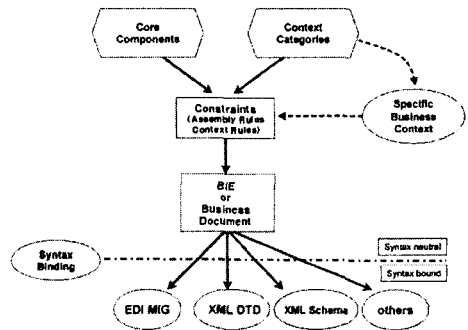 Core
Components
Context
Categories
Constraints
(Assembly Rules
Context Rules)
Specific
Business
Context
BIE
or
Business
Document
Syntax
Binding
Syntax neutral
Syntax bound
EDI MIG
XML DTD
XML Schema
others